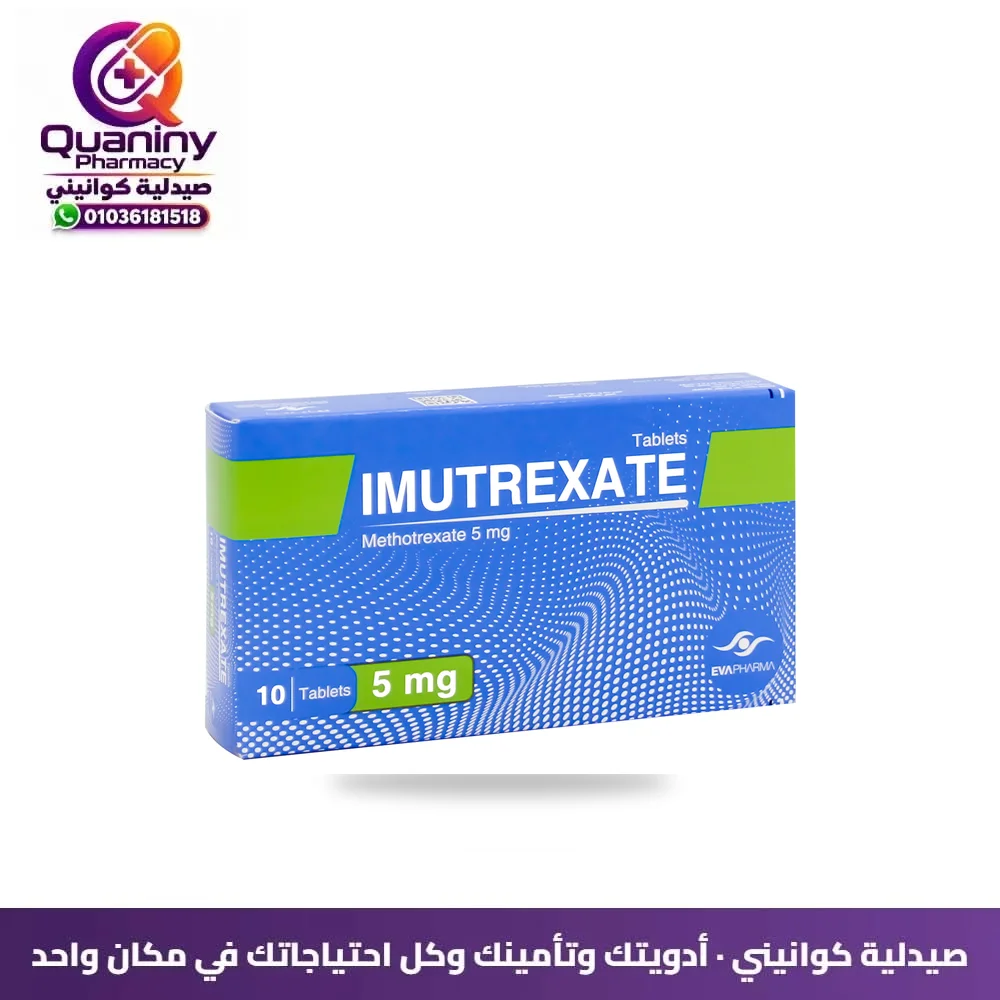 Quaniny
Pharmacy
صيدلية كوانيني
01036181518
Tablets
IMUTREXATE
Methotrexate 5 mg
IMUTREXATE
10 Tablets 5 mg
EVAPHARMA
صيدلية كوانيني · أدويتك وتأمينك وكل احتياجاتك في مكان واحد